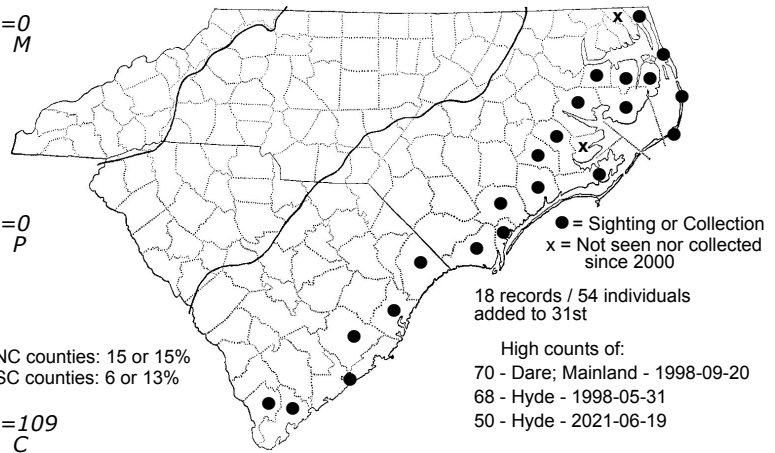 =0
M
=0
P
=109
C
NC counties: 15 or 15%
SC counties: 6 or 13%
x
x
● = Sighting or Collection
x = Not seen nor collected
since 2000
18 records / 54 individuals
added to 31st
High counts of:
70 - Dare; Mainland - 1998-09-20
68 - Hyde - 1998-05-31
50 - Hyde - 2021-06-19